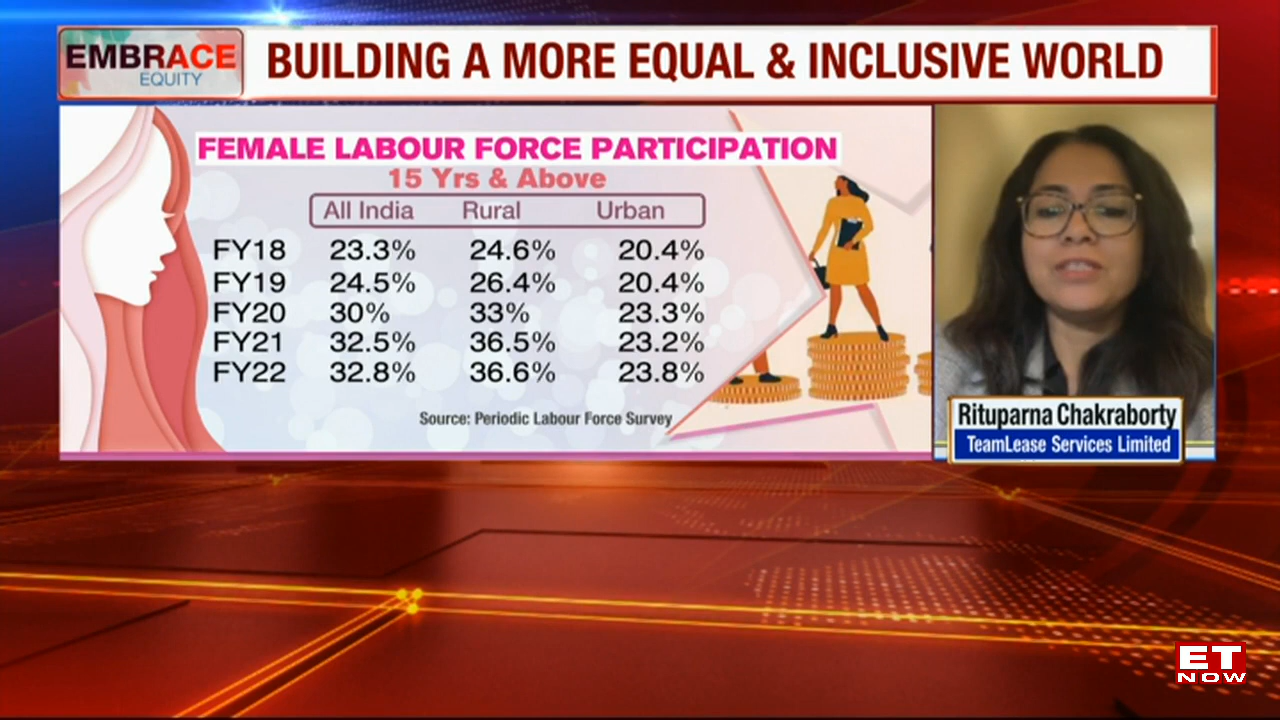 EMBRACE
EQUITY
BUILDING A MORE EQUAL & INCLUSIVE WORLD
FEMALE LABOUR FORCE PARTICIPATION
15 Yrs & Above
All India Rural Urban
FY18 23.3% 24.6% 20.4%
FY19 24.5% 26.4% 20.4%
FY20 30% 33% 23.3%
FY21 32.5% 36.5% 23.2%
FY22 32.8% 36.6% 23.8%
Source: Periodic Labour Force Survey
Rituparna Chakraborty
TeamLease Services Limited
ET
NOW